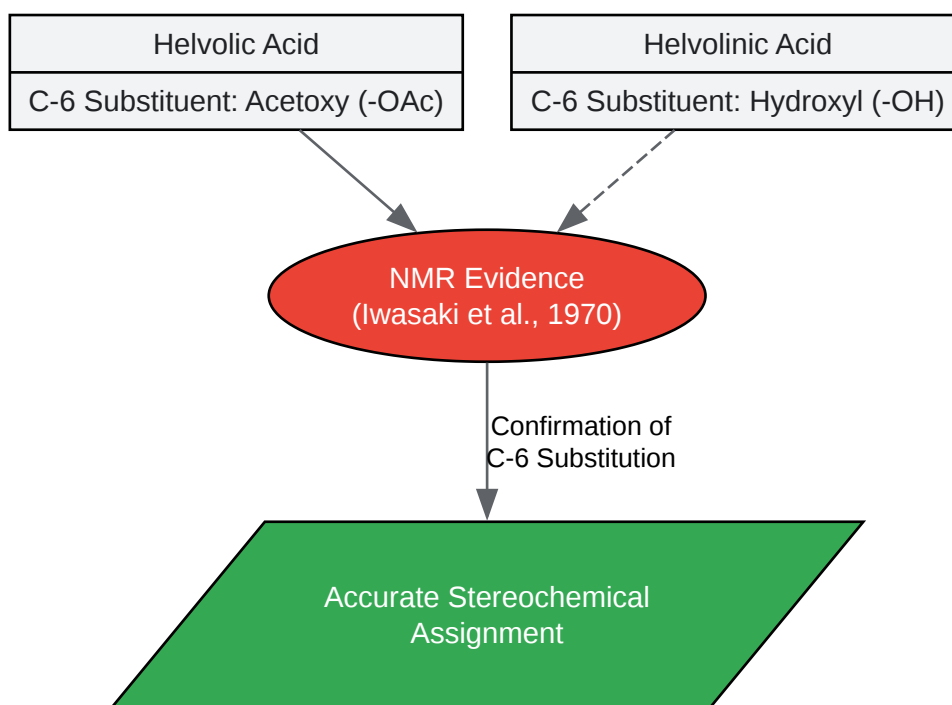 Helvolic Acid
C-6 Substituent: Acetoxy (-OAc)
Helvolinic Acid
C-6 Substituent: Hydroxyl (-OH)
NMR Evidence
(Iwasaki et al., 1970)
Confirmation of
C-6 Substitution
Accurate Stereochemical
Assignment